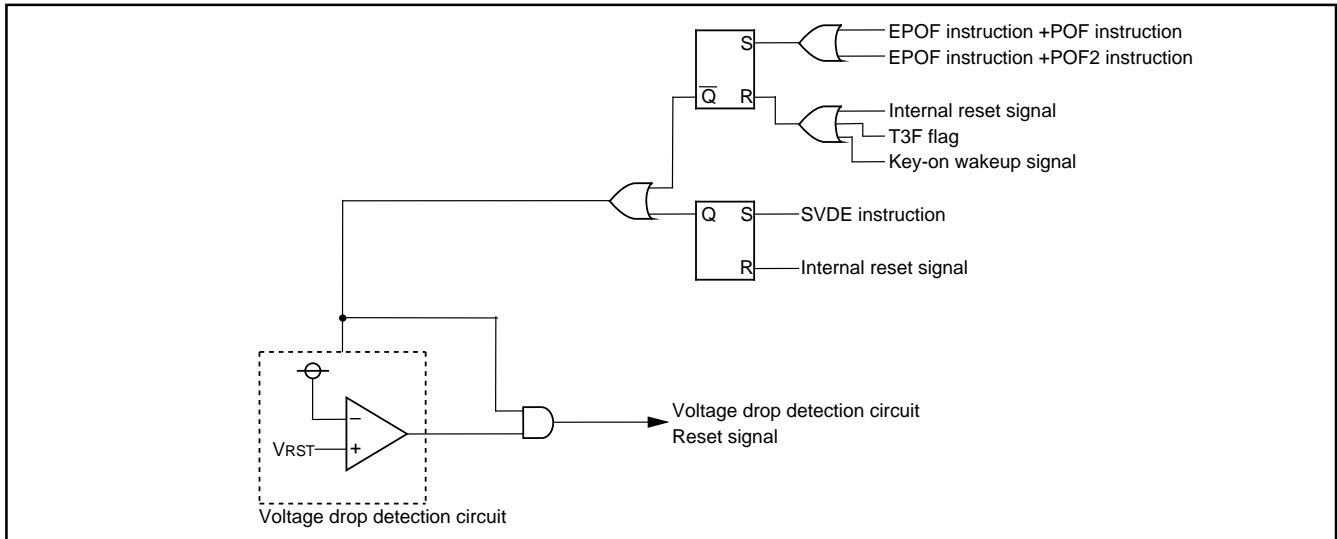 EPOF instruction +POF instruction
S
EPOF instruction +POF2 instruction
Q R
Internal reset signal
T3F flag
Key-on wakeup signal
Q S
SVDE instruction
R
Internal reset signal
−
VRST
+
Voltage drop detection circuit
Reset signal
Voltage drop detection circuit